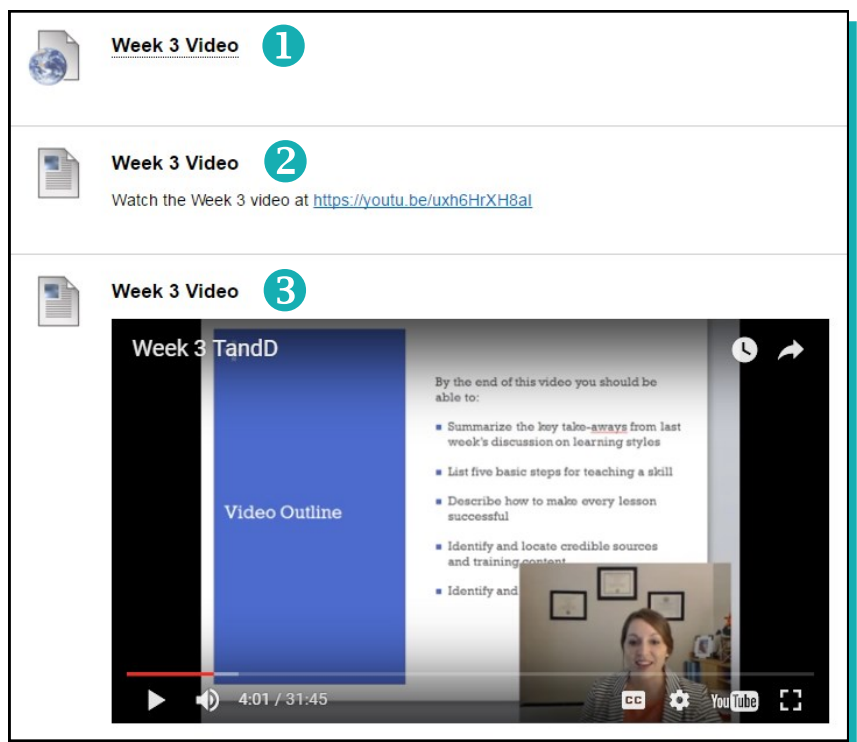 Week 3 Video 1
Week 3 Video 2
Watch the Week 3 video at https://youtu.be/uxh6HrXH8aI
Week 3 Video 3
Week 3 TandD
By the end of this video you should be
able to:
Summarize the key take-aways from last
week's discussion on learning styles
List five basic steps for teaching a skill
Video Outline
Describe how to make every lesson
successful
Identify and locate credible sources
and training content
Identify and
4:01 / 31:45
CC
YouTube